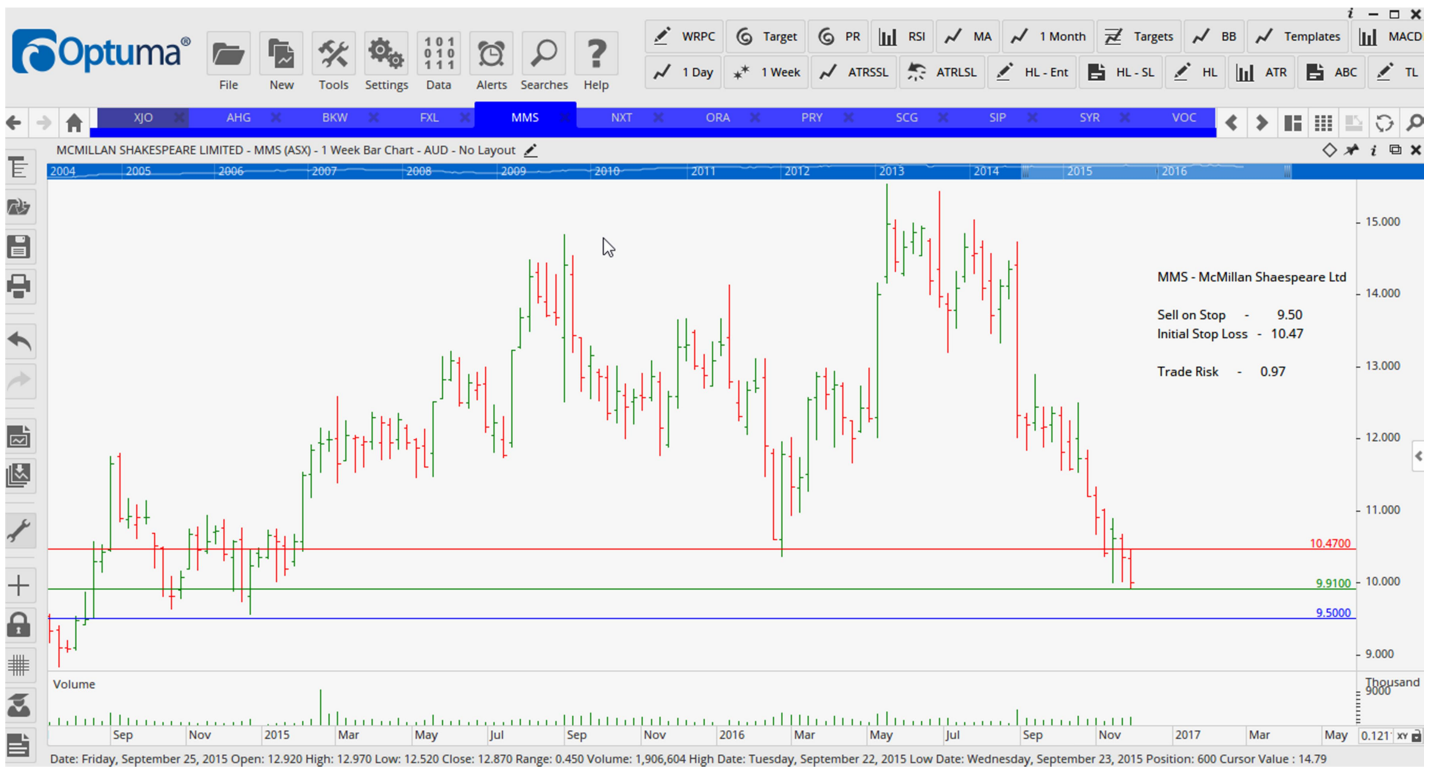 Optuma®
File
New
Tools
Settings
Data
Alerts
Searches
Help
WRPC Target PR RSI MA 1 Month Targets BB Templates MACD
1 Day 1 Week ATRSSL ATRLSL HL - Ent HL - SL HL ATR ABC TL
XJO AHG BKW FXL MMS NXT ORA PRY SCG SIP SYR VOC
MCMILLAN SHAKESPEARE LIMITED - MMS (ASX) - 1 Week Bar Chart - AUD - No Layout
2004 2005 2006 2007 2008 2009 2010 2011 2012 2013 2014 2015 2016
15.000
MMS - McMillan Shaespeare Ltd
14.000
Sell on Stop - 9.50
Initial Stop Loss - 10.47
13.000
Trade Risk - 0.97
12.000
11.000
10.4700
10.000
9.9100
9.5000
9.000
Volume
Thousand
9000
Sep Nov 2015 Mar May Jul Sep Nov 2016 Mar May Jul Sep Nov 2017 Mar May 0.121 XY
Date: Friday, September 25, 2015 Open: 12.920 High: 12.970 Low: 12.520 Close: 12.870 Range: 0.450 Volume: 1,906,604 High Date: Tuesday, September 22, 2015 Low Date: Wednesday, September 23, 2015 Position: 600 Cursor Value : 14.79